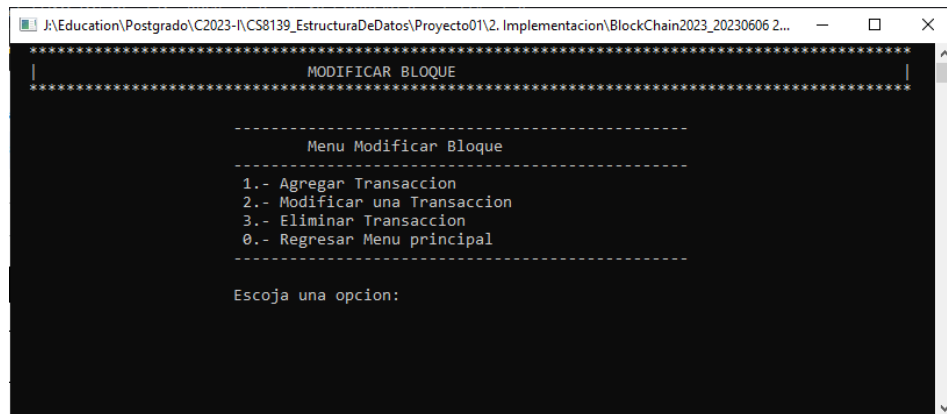 J:\Education\Postgrado\C2023-I\CS8139_EstructuraDeDatos\Proyecto01\2. Implementacion\BlockChain2023_20230606 2...
***********************************************************************************************
| MODIFICAR BLOQUE |
***********************************************************************************************
-------------------------------------------------
Menu Modificar Bloque
-------------------------------------------------
1.- Agregar Transaccion
2.- Modificar una Transaccion
3.- Eliminar Transaccion
0.- Regresar Menu principal
-------------------------------------------------
Escoja una opcion: